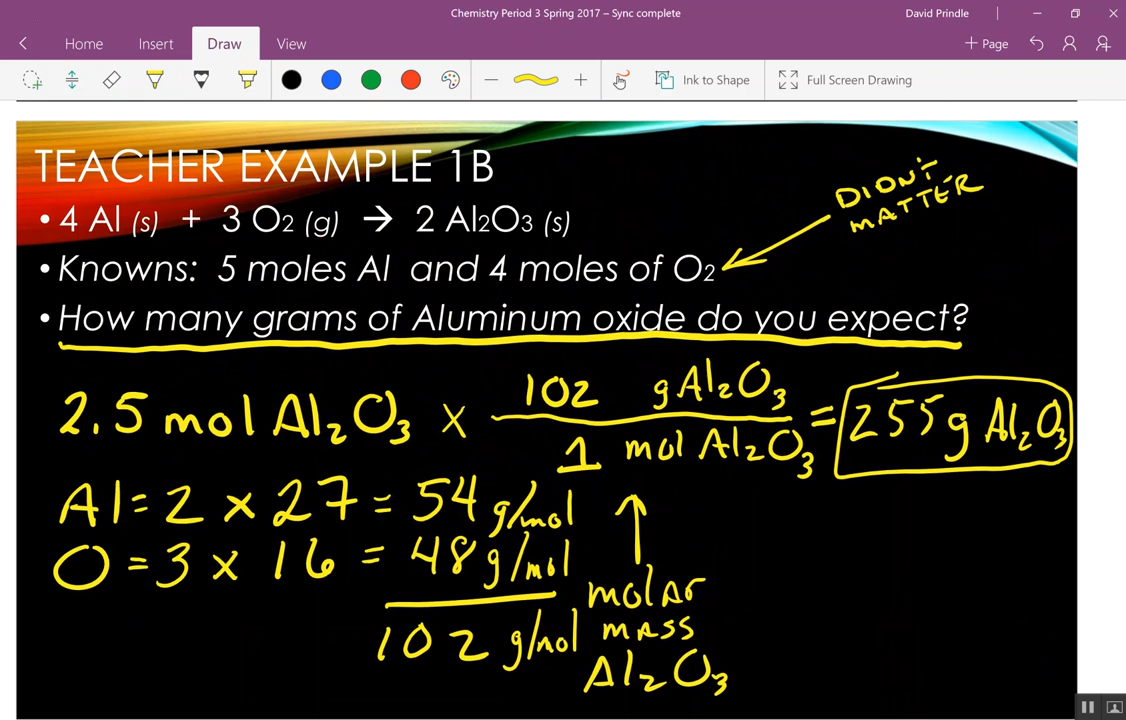 Chemistry Period 3 Spring 2017 – Sync complete
David Prindle
Home Insert Draw View
+ Page
Ink to Shape
Full Screen Drawing
TEACHER EXAMPLE 1B
• 4 Al (s) + 3 O2 (g) → 2 Al2O3 (s)
DIDN'T
MATTER
• Knowns: 5 moles Al and 4 moles of O2
• How many grams of Aluminum oxide do you expect?
2.5 mol Al₂O₃ x 102 g Al₂O₃ = 255g Al₂O₃
1 mol Al₂O₃
Al = 2 x 27 = 54 g/mol
O = 3 x 16 = 48 g/mol
102 g/mol
molar
mass
Al₂O₃